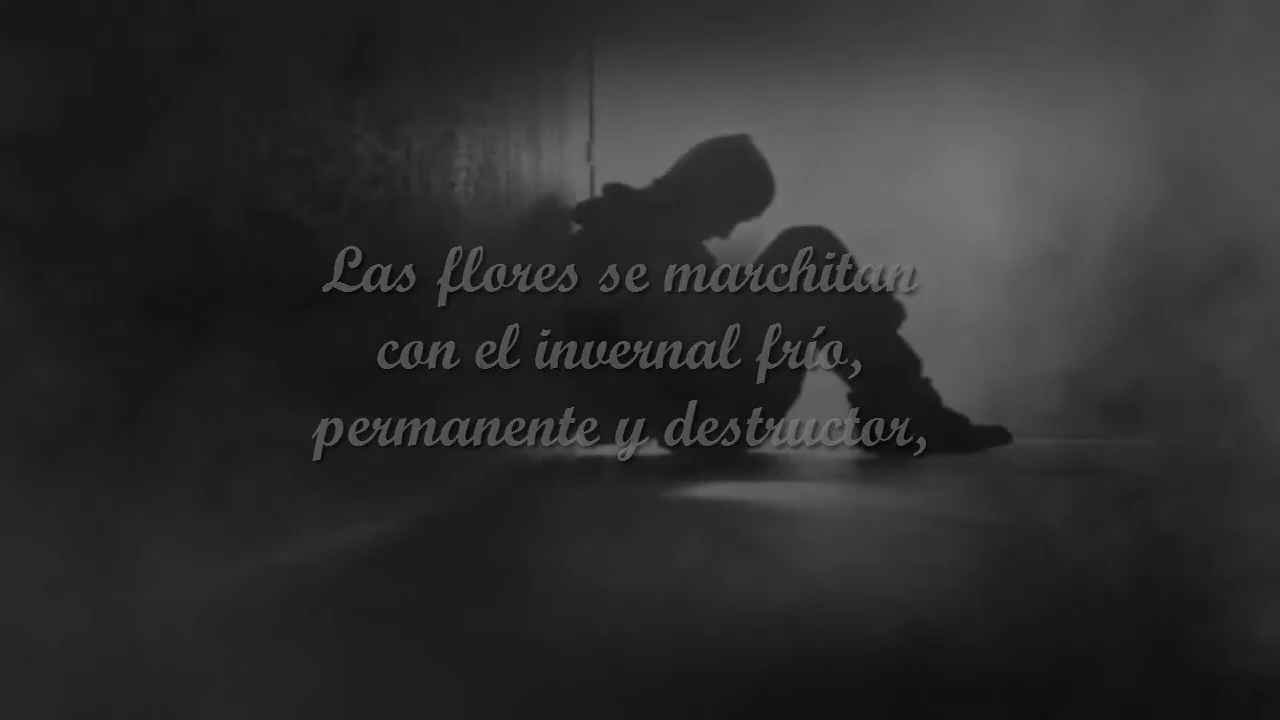 Las flores se marchitan
con el invernal frío,
permanente y destructor,